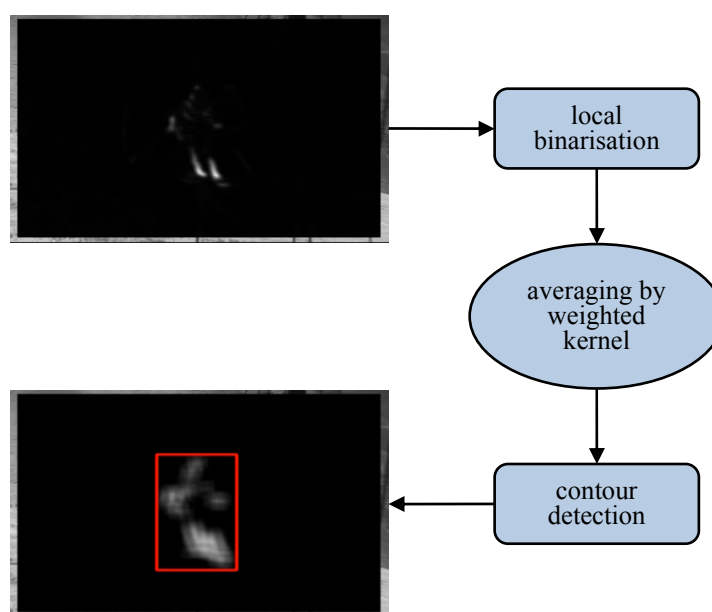 local
binarisation
averaging by
weighted
kernel
contour
detection